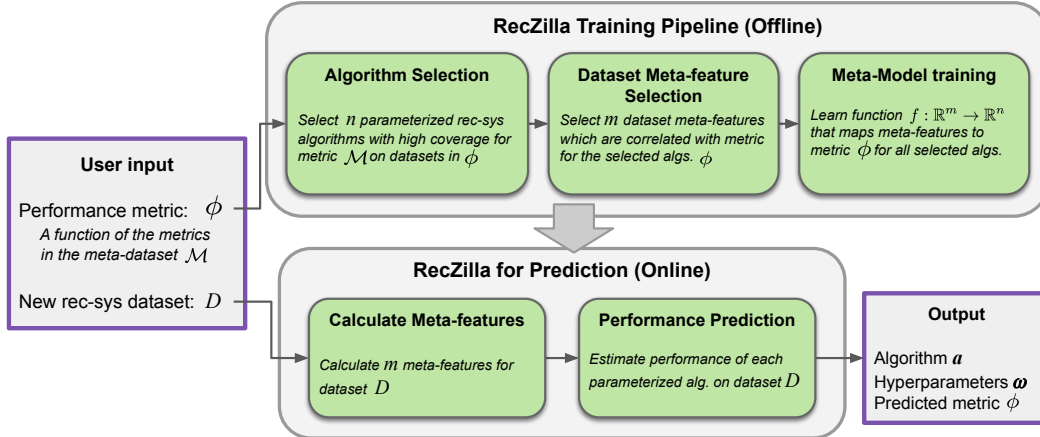 RecZilla Training Pipeline (Offline)
Algorithm Selection
Select n parameterized rec-sys
algorithms with high coverage for
metric ℳ on datasets in ϕ
Dataset Meta-feature
Selection
Select m dataset meta-features
which are correlated with metric
for the selected algs. ϕ
Meta-Model training
Learn function f : ℝᵐ → ℝⁿ
that maps meta-features to
metric ϕ for all selected algs.
User input
Performance metric: ϕ
A function of the metrics
in the meta-dataset ℳ
New rec-sys dataset: D
RecZilla for Prediction (Online)
Calculate Meta-features
Calculate m meta-features for
dataset D
Performance Prediction
Estimate performance of each
parameterized alg. on dataset D
Output
Algorithm a
Hyperparameters ω
Predicted metric ϕ